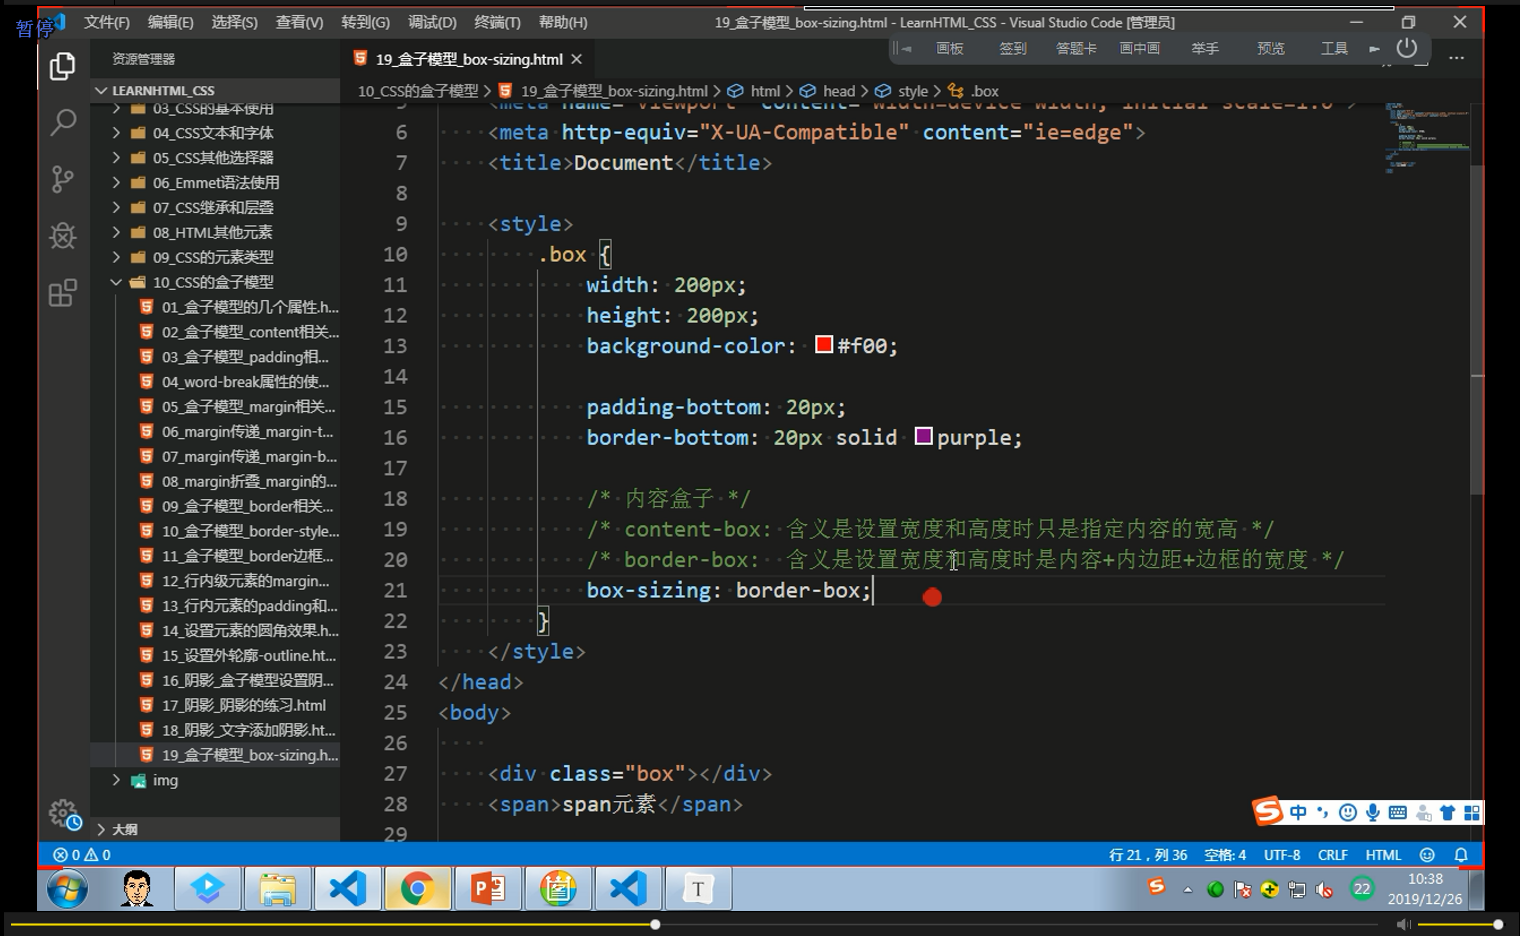 暂停
文件(F) 编辑(E) 选择(S) 查看(V) 转到(G) 调试(D) 终端(T) 帮助(H)
19_盒子模型_box-sizing.html - LearnHTML_CSS - Visual Studio Code [管理员]
画板 签到 答题卡 画中画 举手 预览 工具
资源管理器
19_盒子模型_box-sizing.html
LEARNHTML_CSS
10_CSS的盒子模型 > 19_盒子模型_box-sizing.html > html > head > style > .box
03_CSS的基本使用
04_CSS文本和字体
05_CSS其他选择器
06_Emmet语法使用
07_CSS继承和层叠
08_HTML其他元素
09_CSS的元素类型
10_CSS的盒子模型
01_盒子模型的几个属性.h...
02_盒子模型_content相关...
03_盒子模型_padding相...
04_word-break属性的使...
05_盒子模型_margin相关...
06_margin传递_margin-t...
07_margin传递_margin-b...
08_margin折叠_margin的...
09_盒子模型_border相关...
10_盒子模型_border-style...
11_盒子模型_border边框...
12_行内级元素的margin...
13_行内元素的padding和...
14_设置元素的圆角效果.h...
15_设置外轮廓-outline.ht...
16_阴影_盒子模型设置阴...
17_阴影_阴影的练习.html
18_阴影_文字添加阴影.ht...
19_盒子模型_box-sizing.h...
img
大纲
5 <meta name="viewport" content="width=device-width, initial-scale=1.0">
6 <meta http-equiv="X-UA-Compatible" content="ie=edge">
7 <title>Document</title>
8
9 <style>
10 .box {
11 width: 200px;
12 height: 200px;
13 background-color: #f00;
14
15 padding-bottom: 20px;
16 border-bottom: 20px solid purple;
17
18 /* 内容盒子 */
19 /* content-box: 含义是设置宽度和高度时只是指定内容的宽高 */
20 /* border-box: 含义是设置宽度和高度时是内容+内边距+边框的宽度 */
21 box-sizing: border-box;
22 }
23 </style>
24 </head>
25 <body>
26
27 <div class="box"></div>
28 <span>span元素</span>
29
中
0 0
行 21，列 36 空格: 4 UTF-8 CRLF HTML
22
10:38
2019/12/26